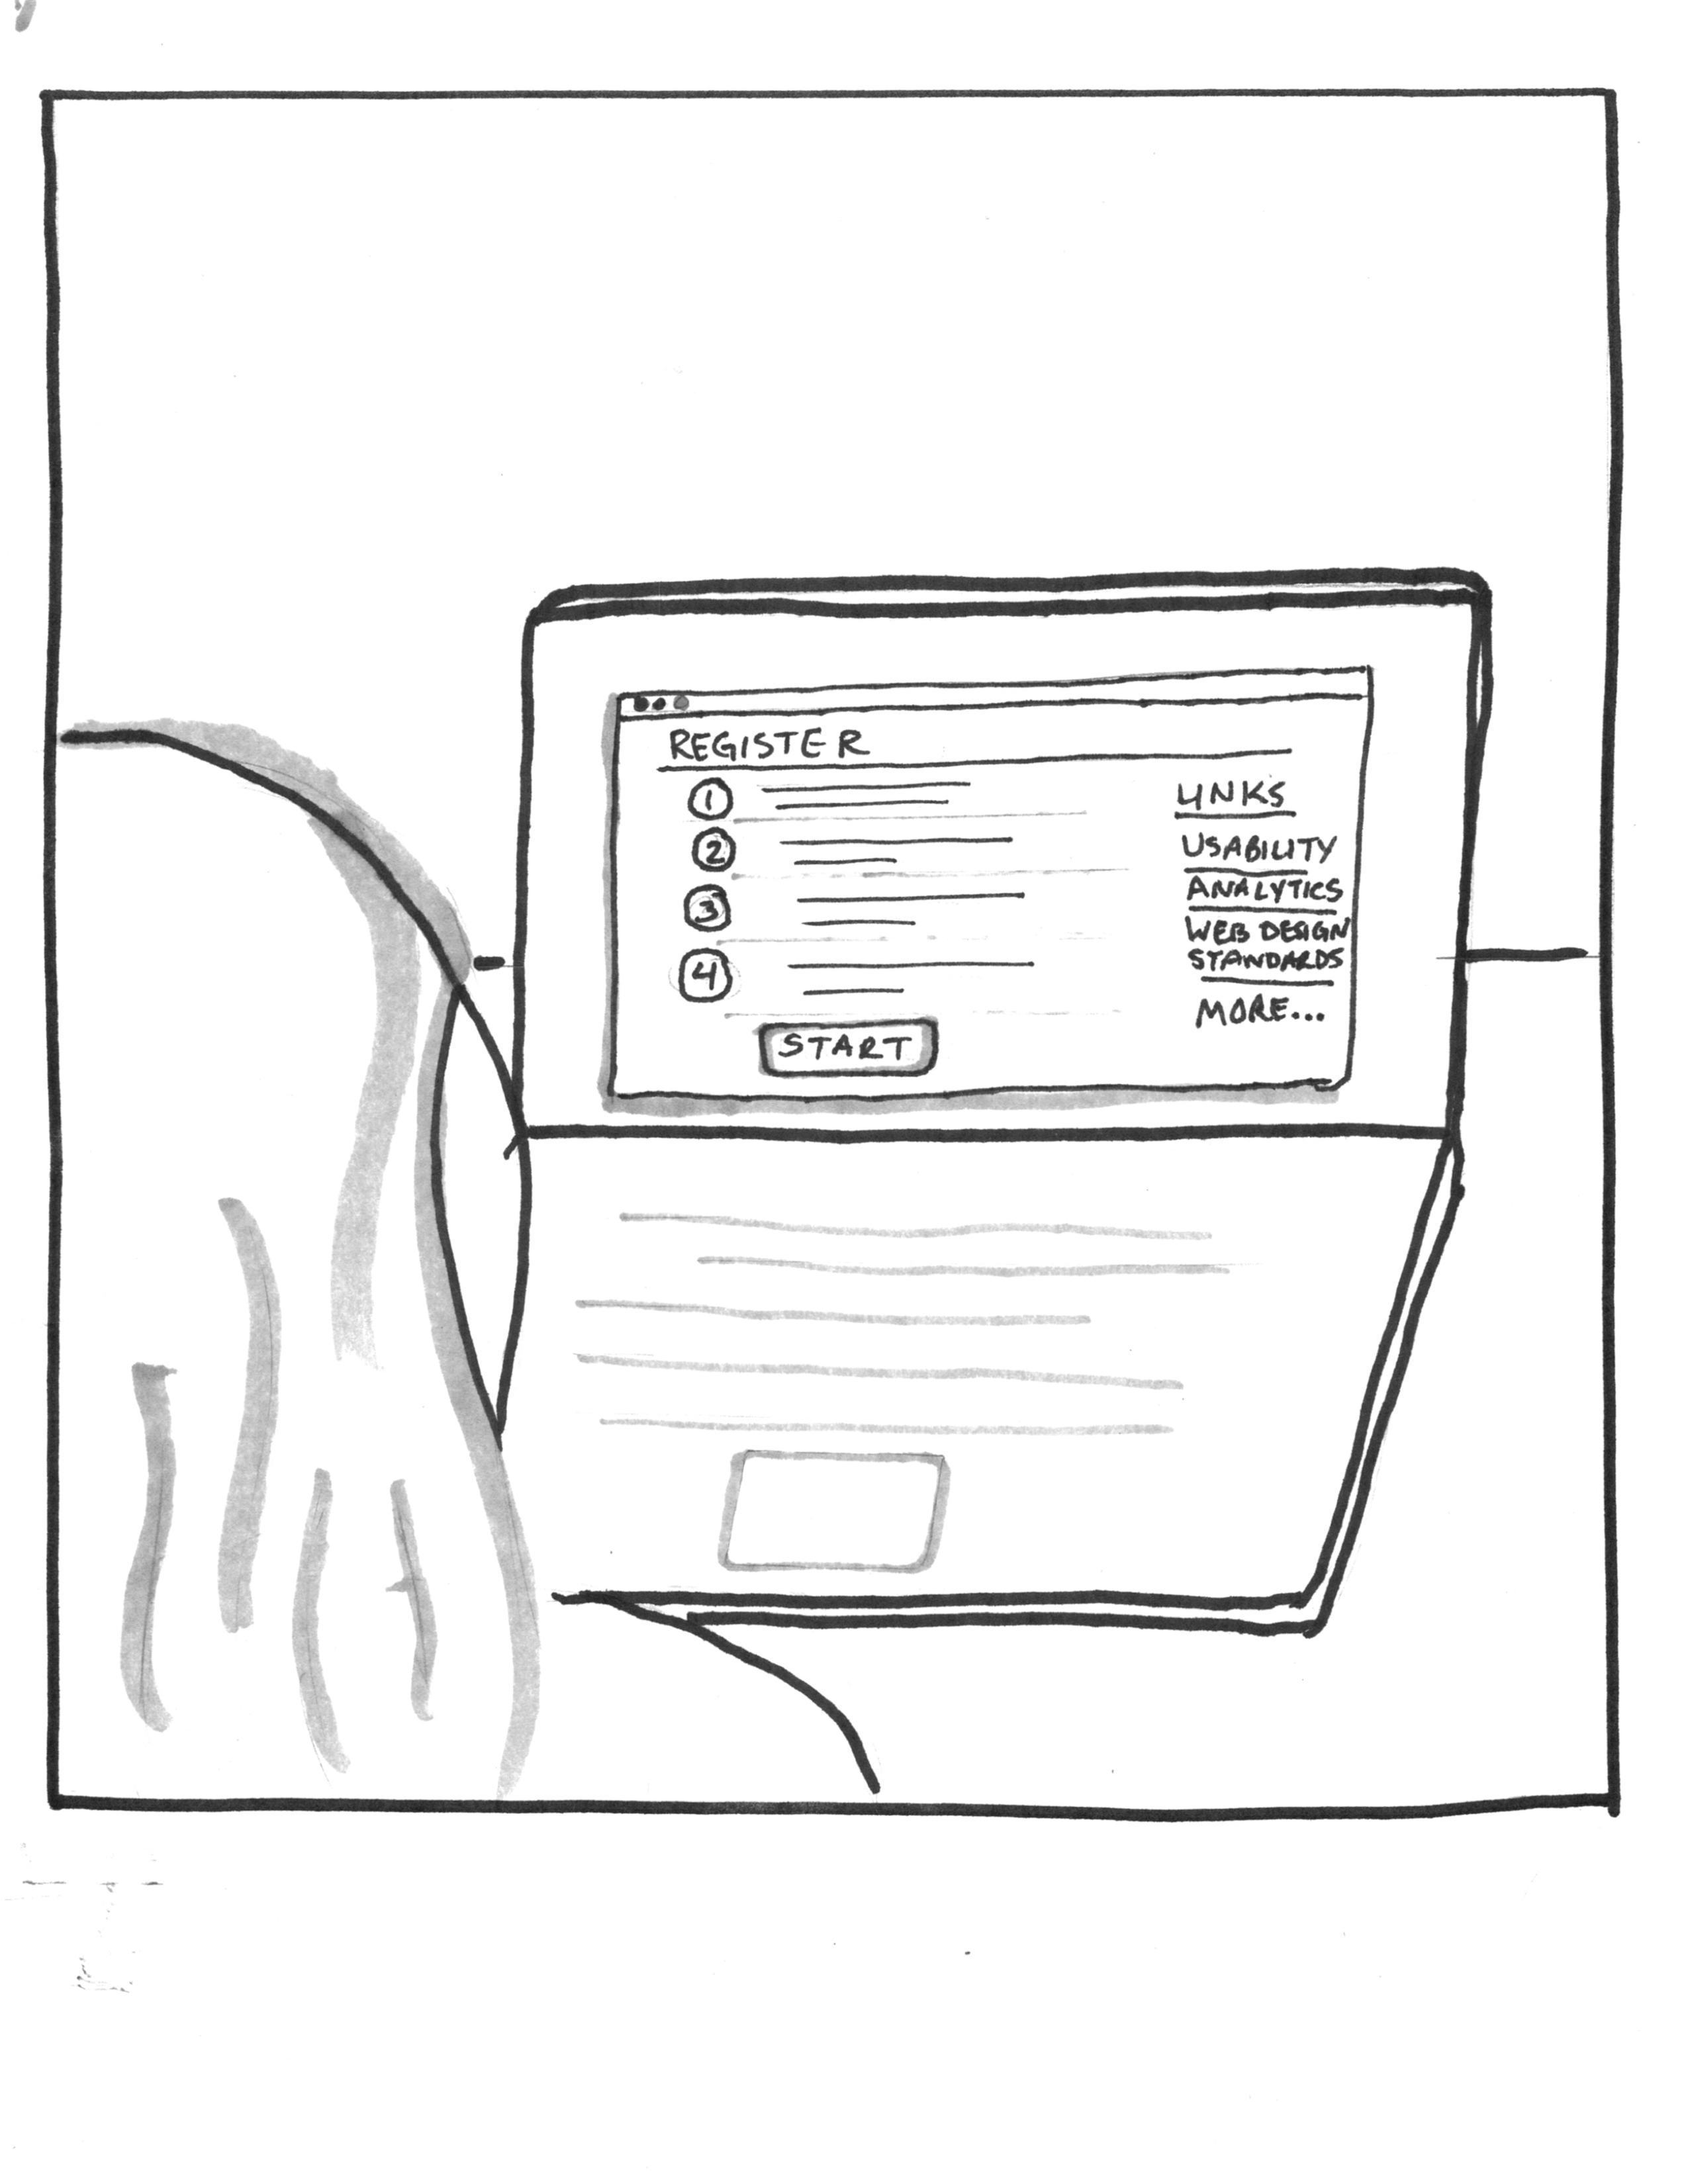 REGISTER
1
2
3
4
START
LINKS
USABILITY
ANALYTICS
WEB DESIGN
STANDARDS
MORE...